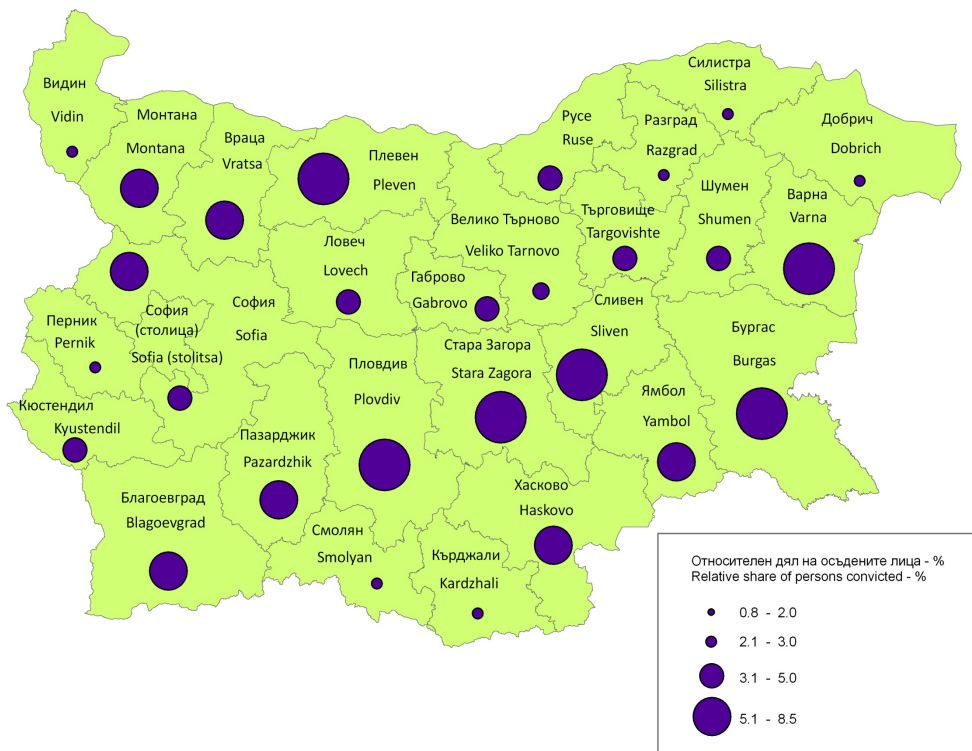 Видин
Vidin
Монтана
Montana
Враца
Vratsa
Плевен
Pleven
Ловеч
Lovech
Велико Търново
Veliko Tarnovo
Габрово
Gabrovo
Русе
Ruse
Разград
Razgrad
Силистра
Silistra
Добрич
Dobrich
Шумен
Shumen
Варна
Varna
Търговище
Targovishte
Сливен
Sliven
Бургас
Burgas
Ямбол
Yambol
Стара Загора
Stara Zagora
Пловдив
Plovdiv
София
Sofia
София
(столица)
Sofia (stolitsa)
Перник
Pernik
Кюстендил
Kyustendil
Благоевград
Blagoevgrad
Пазарджик
Pazardzhik
Смолян
Smolyan
Кърджали
Kardzhali
Хасково
Haskovo
Относителен дял на осъдените лица - %
Relative share of persons convicted - %
0.8 - 2.0
2.1 - 3.0
3.1 - 5.0
5.1 - 8.5